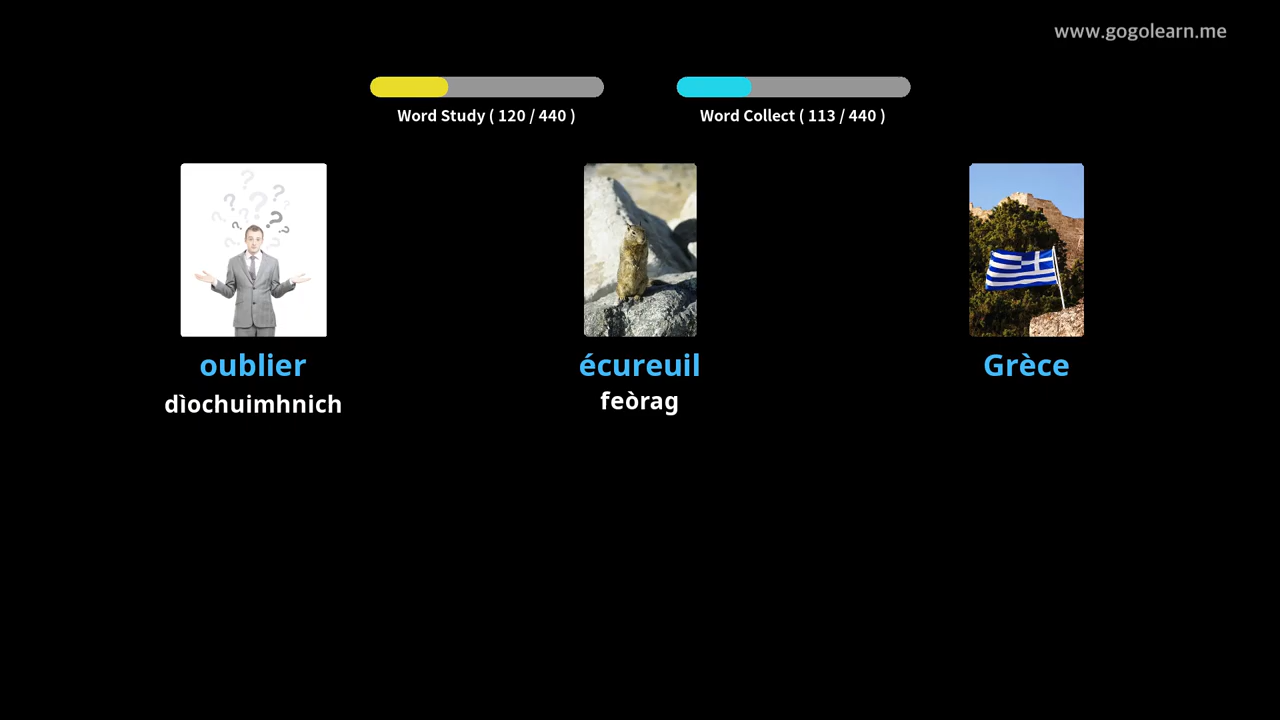 www.gogolearn.me
Word Study ( 120 / 440 )
Word Collect ( 113 / 440 )
oublier
écureuil
Grèce
dìochuimhnich
feòrag